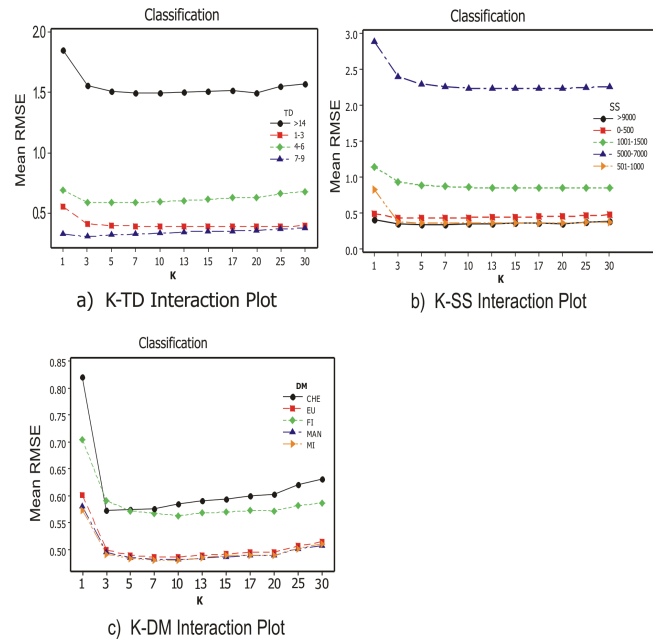 Classification
2.0
1.5
1.0
0.5
Mean RMSE
TD
>14
1-3
4-6
7-9
1 3 5 7 10 13 15 17 20 25 30
K
a) K-TD Interaction Plot
Classification
3.0
2.5
2.0
1.5
1.0
0.5
0.0
Mean RMSE
SS
>9000
0-500
1001-1500
5000-7000
501-1000
1 3 5 7 10 13 15 17 20 25 30
K
b) K-SS Interaction Plot
Classification
0.85
0.80
0.75
0.70
0.65
0.60
0.55
0.50
Mean RMSE
DM
CHE
EU
FI
MAN
MI
1 3 5 7 10 13 15 17 20 25 30
K
c) K-DM Interaction Plot